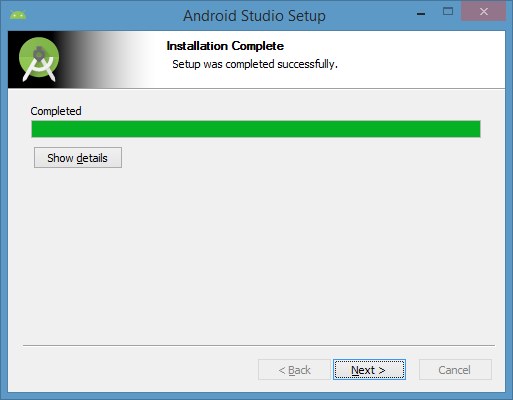 Android Studio Setup
Installation Complete
Setup was completed successfully.
Completed
Show details
< Back
Next >
Cancel